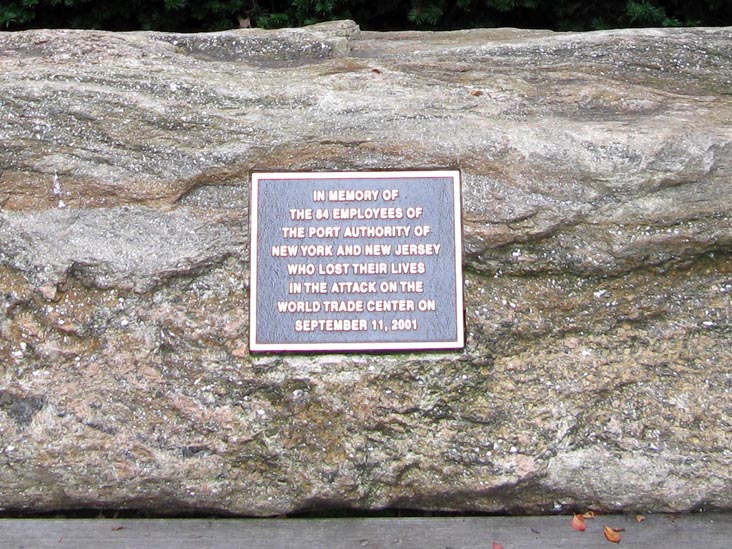 IN MEMORY OF
THE 84 EMPLOYEES OF
THE PORT AUTHORITY OF
NEW YORK AND NEW JERSEY
WHO LOST THEIR LIVES
IN THE ATTACK ON THE
WORLD TRADE CENTER ON
SEPTEMBER 11, 2001